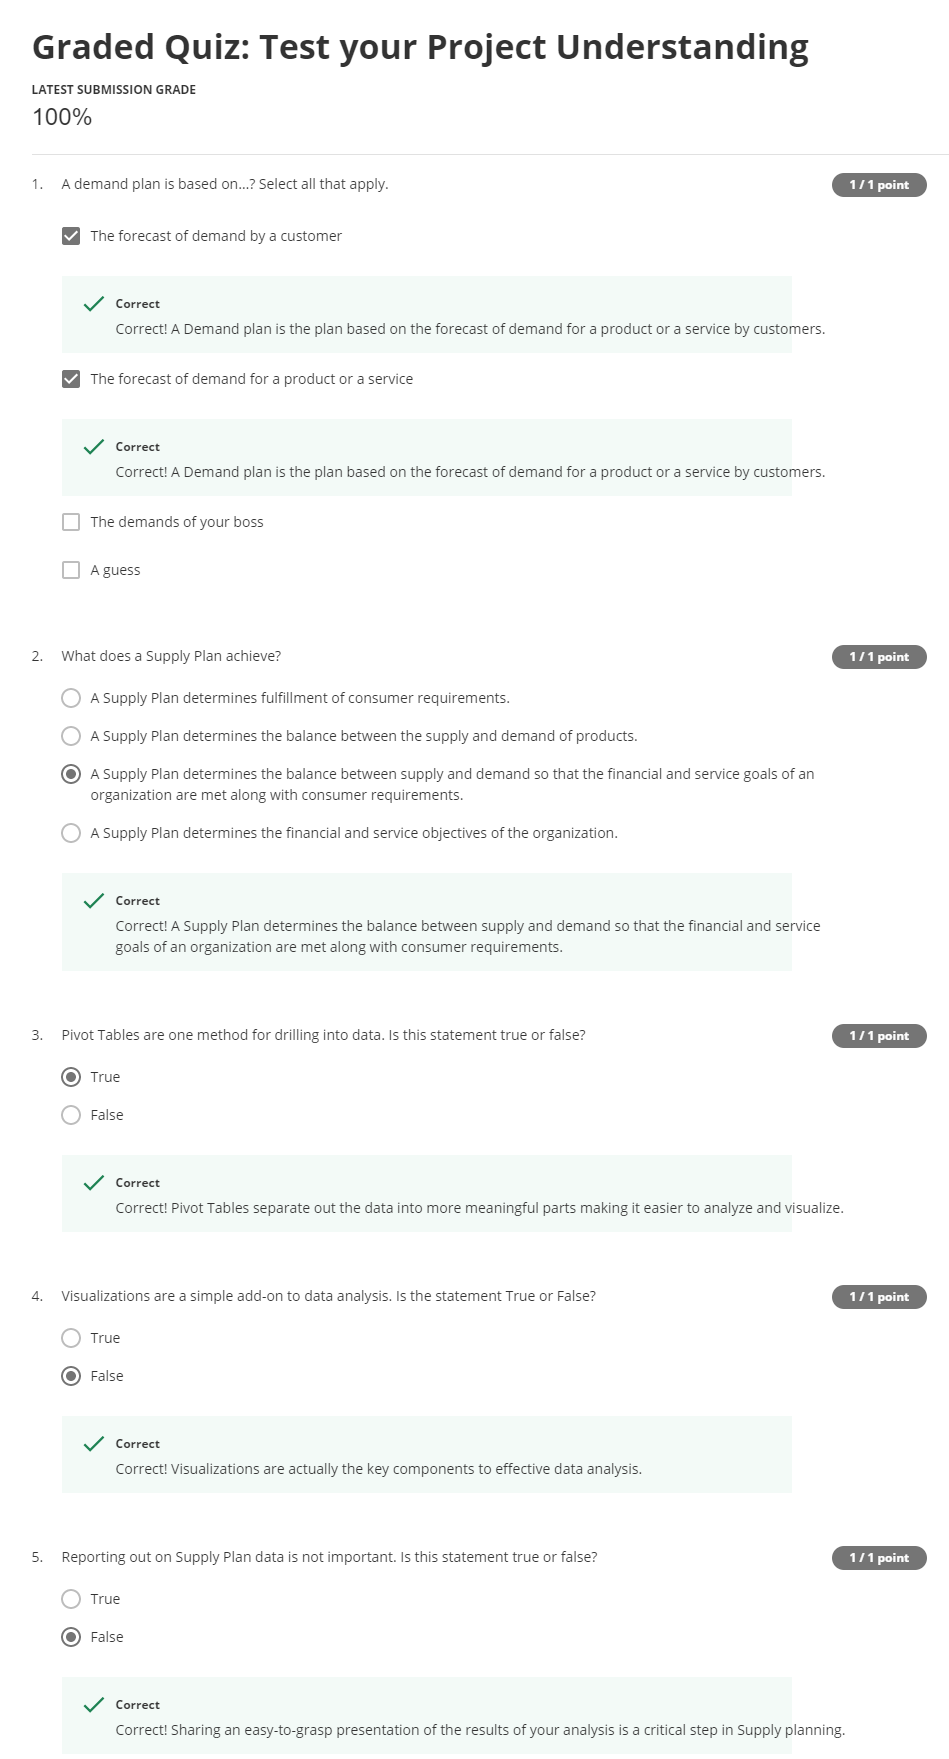 Graded Quiz: Test your Project Understanding
LATEST SUBMISSION GRADE
100%
1. A demand plan is based on...? Select all that apply.
1 / 1 point
The forecast of demand by a customer
Correct
Correct! A Demand plan is the plan based on the forecast of demand for a product or a service by customers.
The forecast of demand for a product or a service
Correct
Correct! A Demand plan is the plan based on the forecast of demand for a product or a service by customers.
The demands of your boss
A guess
2. What does a Supply Plan achieve?
1 / 1 point
A Supply Plan determines fulfillment of consumer requirements.
A Supply Plan determines the balance between the supply and demand of products.
A Supply Plan determines the balance between supply and demand so that the financial and service goals of an
organization are met along with consumer requirements.
A Supply Plan determines the financial and service objectives of the organization.
Correct
Correct! A Supply Plan determines the balance between supply and demand so that the financial and service
goals of an organization are met along with consumer requirements.
3. Pivot Tables are one method for drilling into data. Is this statement true or false?
1 / 1 point
True
False
Correct
Correct! Pivot Tables separate out the data into more meaningful parts making it easier to analyze and visualize.
4. Visualizations are a simple add-on to data analysis. Is the statement True or False?
1 / 1 point
True
False
Correct
Correct! Visualizations are actually the key components to effective data analysis.
5. Reporting out on Supply Plan data is not important. Is this statement true or false?
1 / 1 point
True
False
Correct
Correct! Sharing an easy-to-grasp presentation of the results of your analysis is a critical step in Supply planning.